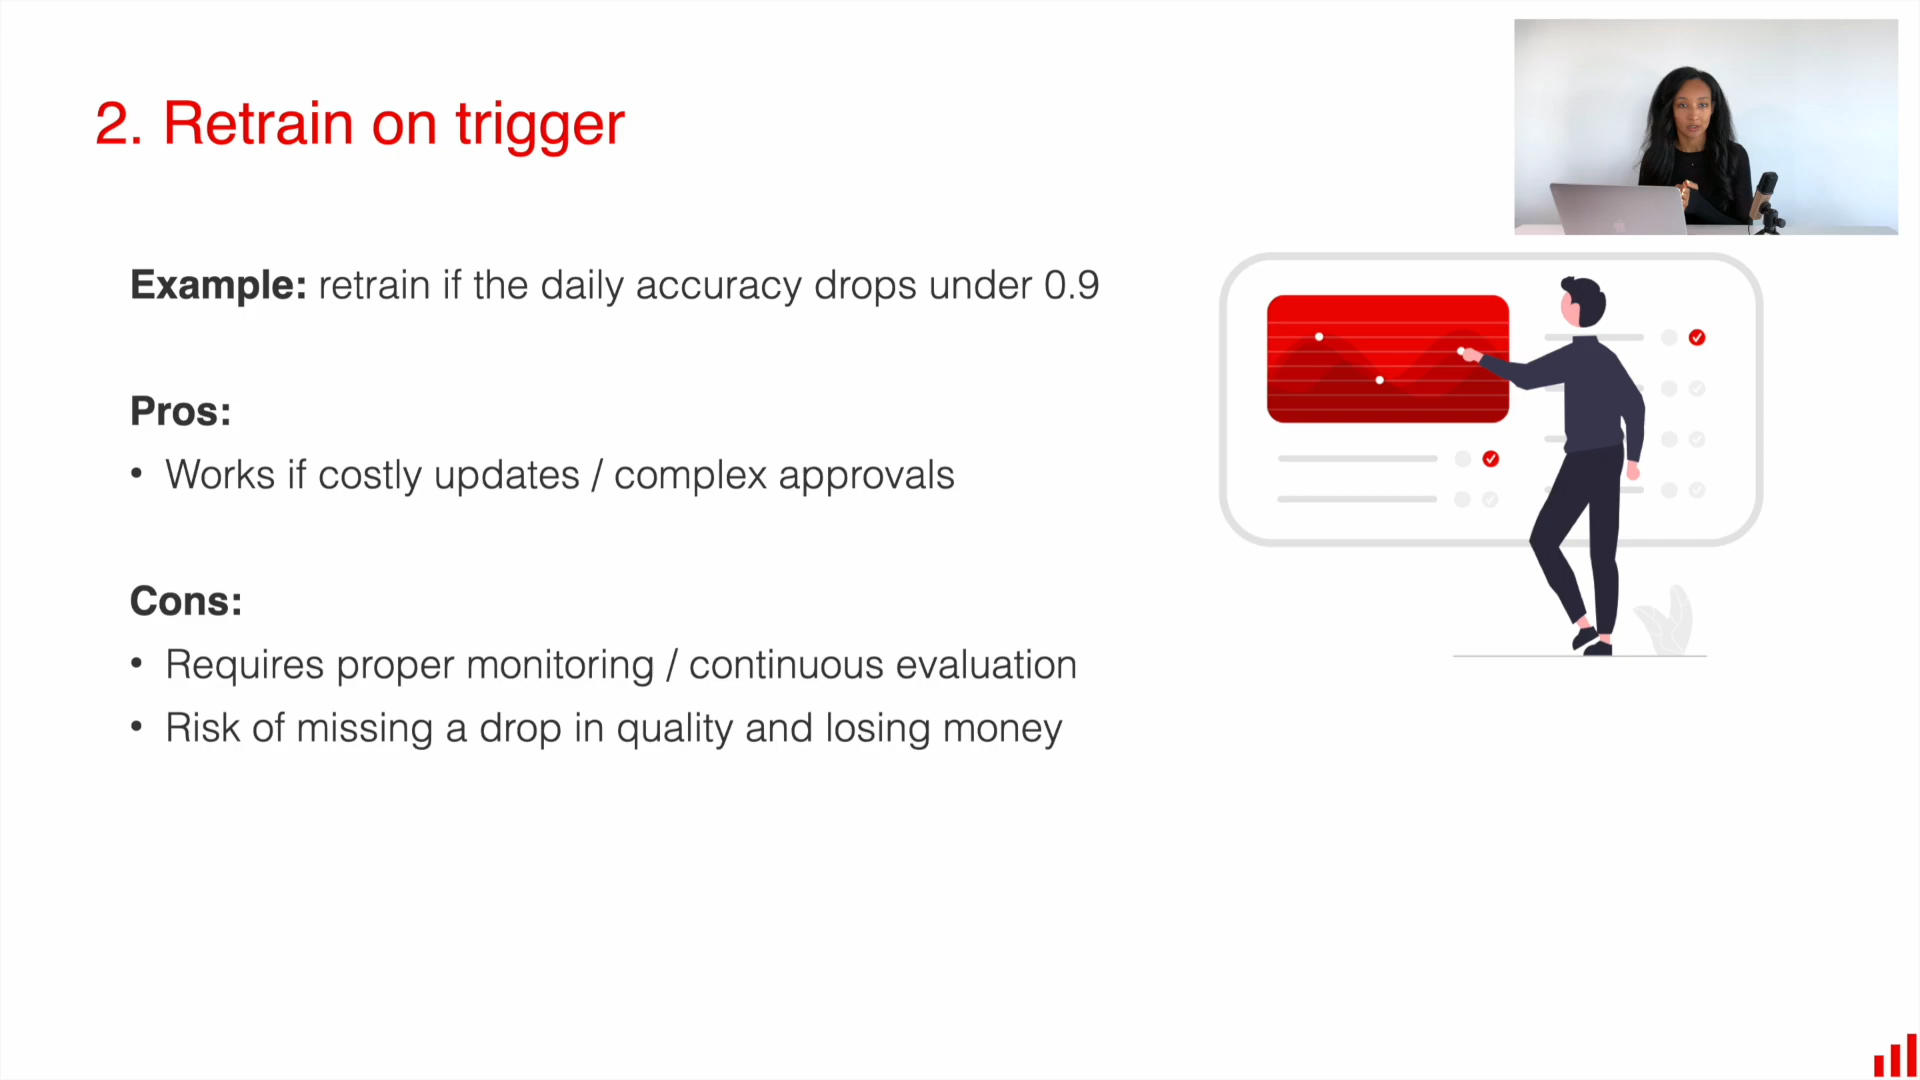 2. Retrain on trigger
Example: retrain if the daily accuracy drops under 0.9
Pros:
• Works if costly updates / complex approvals
Cons:
• Requires proper monitoring / continuous evaluation
• Risk of missing a drop in quality and losing money